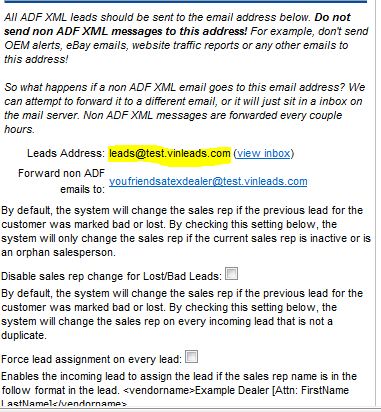 All ADF XML leads should be sent to the email address below. Do not
send non ADF XML messages to this address! For example, don't send
OEM alerts, eBay emails, website traffic reports or any other emails to
this address!
So what happens if a non ADF XML email goes to this email address? We
can attempt to forward it to a different email, or it will just sit in a inbox on
the mail server. Non ADF XML messages are forwarded every couple
hours.
Leads Address: leads@test.vinleads.com (view inbox)
Forward non ADF
emails to: youfriendsatexdealer@test.vinleads.com
By default, the system will change the sales rep if the previous lead for the
customer was marked bad or lost. By checking this setting below, the
system will only change the sales rep if the current sales rep is inactive or is
an orphan salesperson.
Disable sales rep change for Lost/Bad Leads:
By default, the system will change the sales rep if the previous lead for the
customer was marked bad or lost. By checking this setting below, the
system will change the sales rep on every incoming lead that is not a
duplicate.
Force lead assignment on every lead:
Enables the incoming lead to assign the lead if the sales rep name is in the
follow format in the lead. <vendorname>Example Dealer [Attn: FirstName
LastName]</vendorname>